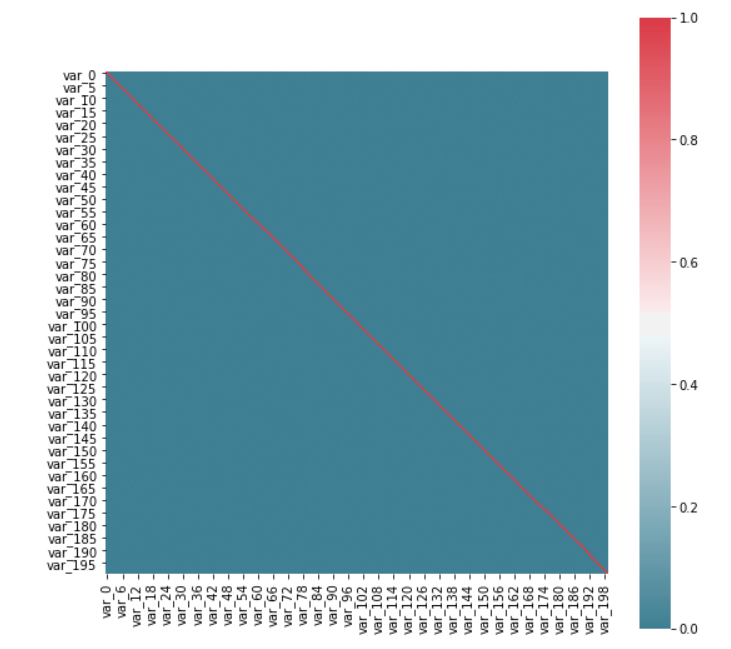 1.0
0.8
0.6
0.4
0.2
0.0
var_0
var_5
var_10
var_15
var_20
var_25
var_30
var_35
var_40
var_45
var_50
var_55
var_60
var_65
var_70
var_75
var_80
var_85
var_90
var_95
var_100
var_105
var_110
var_115
var_120
var_125
var_130
var_135
var_140
var_145
var_150
var_155
var_160
var_165
var_170
var_175
var_180
var_185
var_190
var_195
var_0
var_6
var_12
var_18
var_24
var_30
var_36
var_42
var_48
var_54
var_60
var_66
var_72
var_78
var_84
var_90
var_96
var_102
var_108
var_114
var_120
var_126
var_132
var_138
var_144
var_150
var_156
var_162
var_168
var_174
var_180
var_186
var_192
var_198